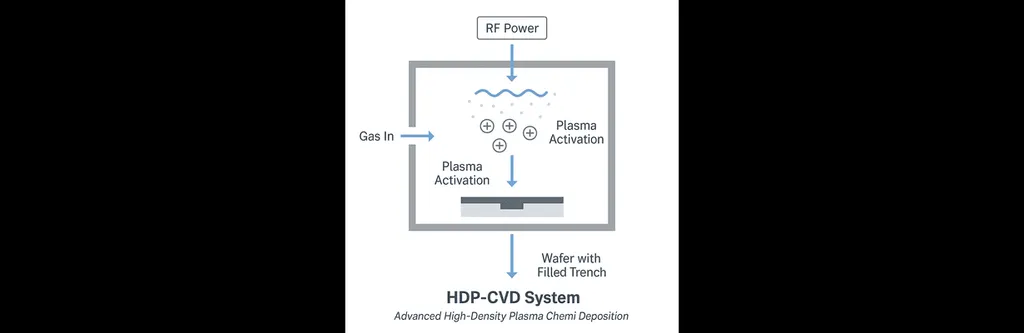 RF Power
Gas In
Plasma
Activation
Plasma
Activation
Wafer with
Filled Trench
HDP-CVD System
Advanced High-Density Plasma Chemi Deposition